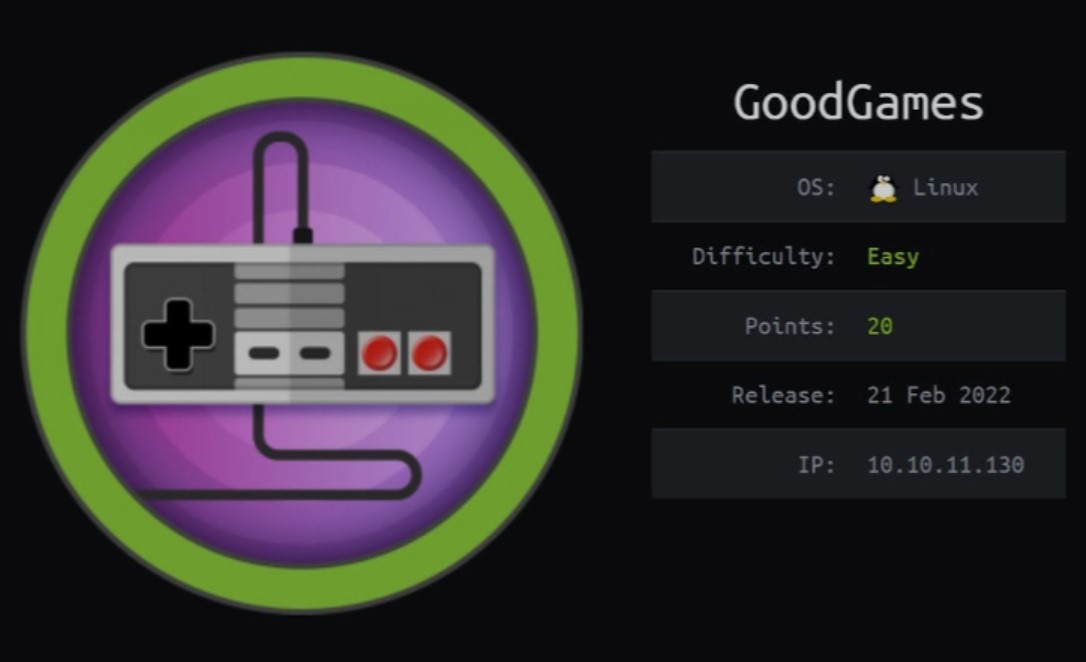 GoodGames
OS: Linux
Difficulty: Easy
Points: 20
Release: 21 Feb 2022
IP: 10.10.11.130